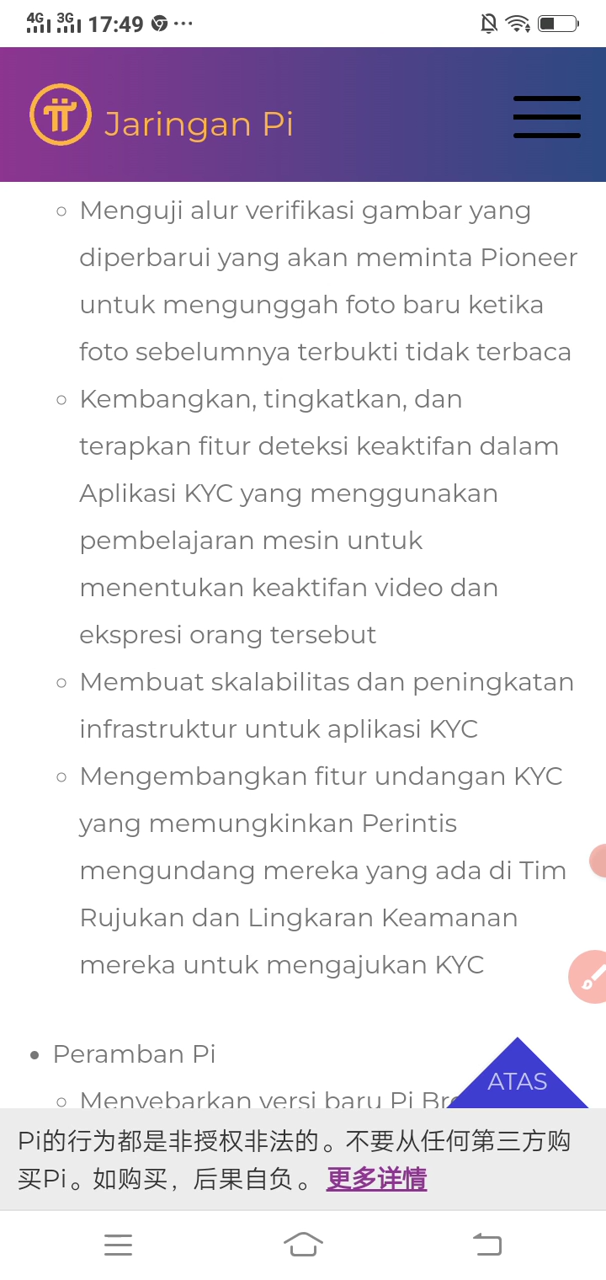 4G 3G 17:49
Jaringan Pi
Menguji alur verifikasi gambar yang
diperbarui yang akan meminta Pioneer
untuk mengunggah foto baru ketika
foto sebelumnya terbukti tidak terbaca
Kembangkan, tingkatkan, dan
terapkan fitur deteksi keaktifan dalam
Aplikasi KYC yang menggunakan
pembelajaran mesin untuk
menentukan keaktifan video dan
ekspresi orang tersebut
Membuat skalabilitas dan peningkatan
infrastruktur untuk aplikasi KYC
Mengembangkan fitur undangan KYC
yang memungkinkan Perintis
mengundang mereka yang ada di Tim
Rujukan dan Lingkaran Keamanan
mereka untuk mengajukan KYC
Peramban Pi
Menyebarkan versi baru Pi
ATAS
Pi的行为都是非授权非法的。不要从任何第三方购
买Pi。如购买，后果自负。 更多详情